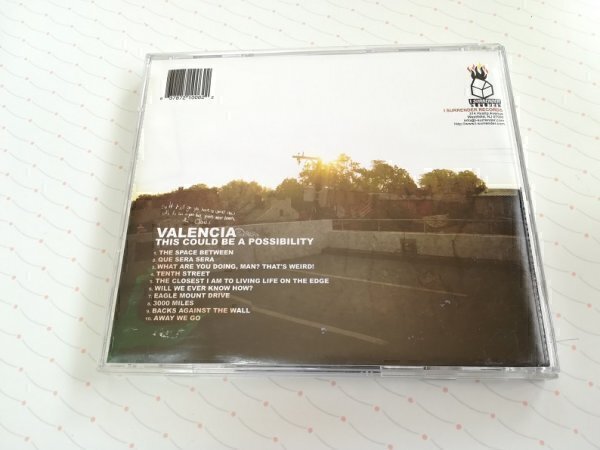 I SURRENDER RECORDS
Westfield, NJ 07090
VALENCIA
THIS COULD BE A POSSIBILITY
1. THE SPACE BETWEEN
2. QUE SERA SERA
3. WHAT ARE YOU DOING, MAN? THAT'S WEIRD!
4. TENTH STREET
5. THE CLOSEST I AM TO LIVING LIFE ON THE EDGE
6. WILL WE EVER KNOW HOW?
7. EAGLE MOUNT DRIVE
8. 3000 MILES
9. BACKS AGAINST THE WALL
10. AWAY WE GO